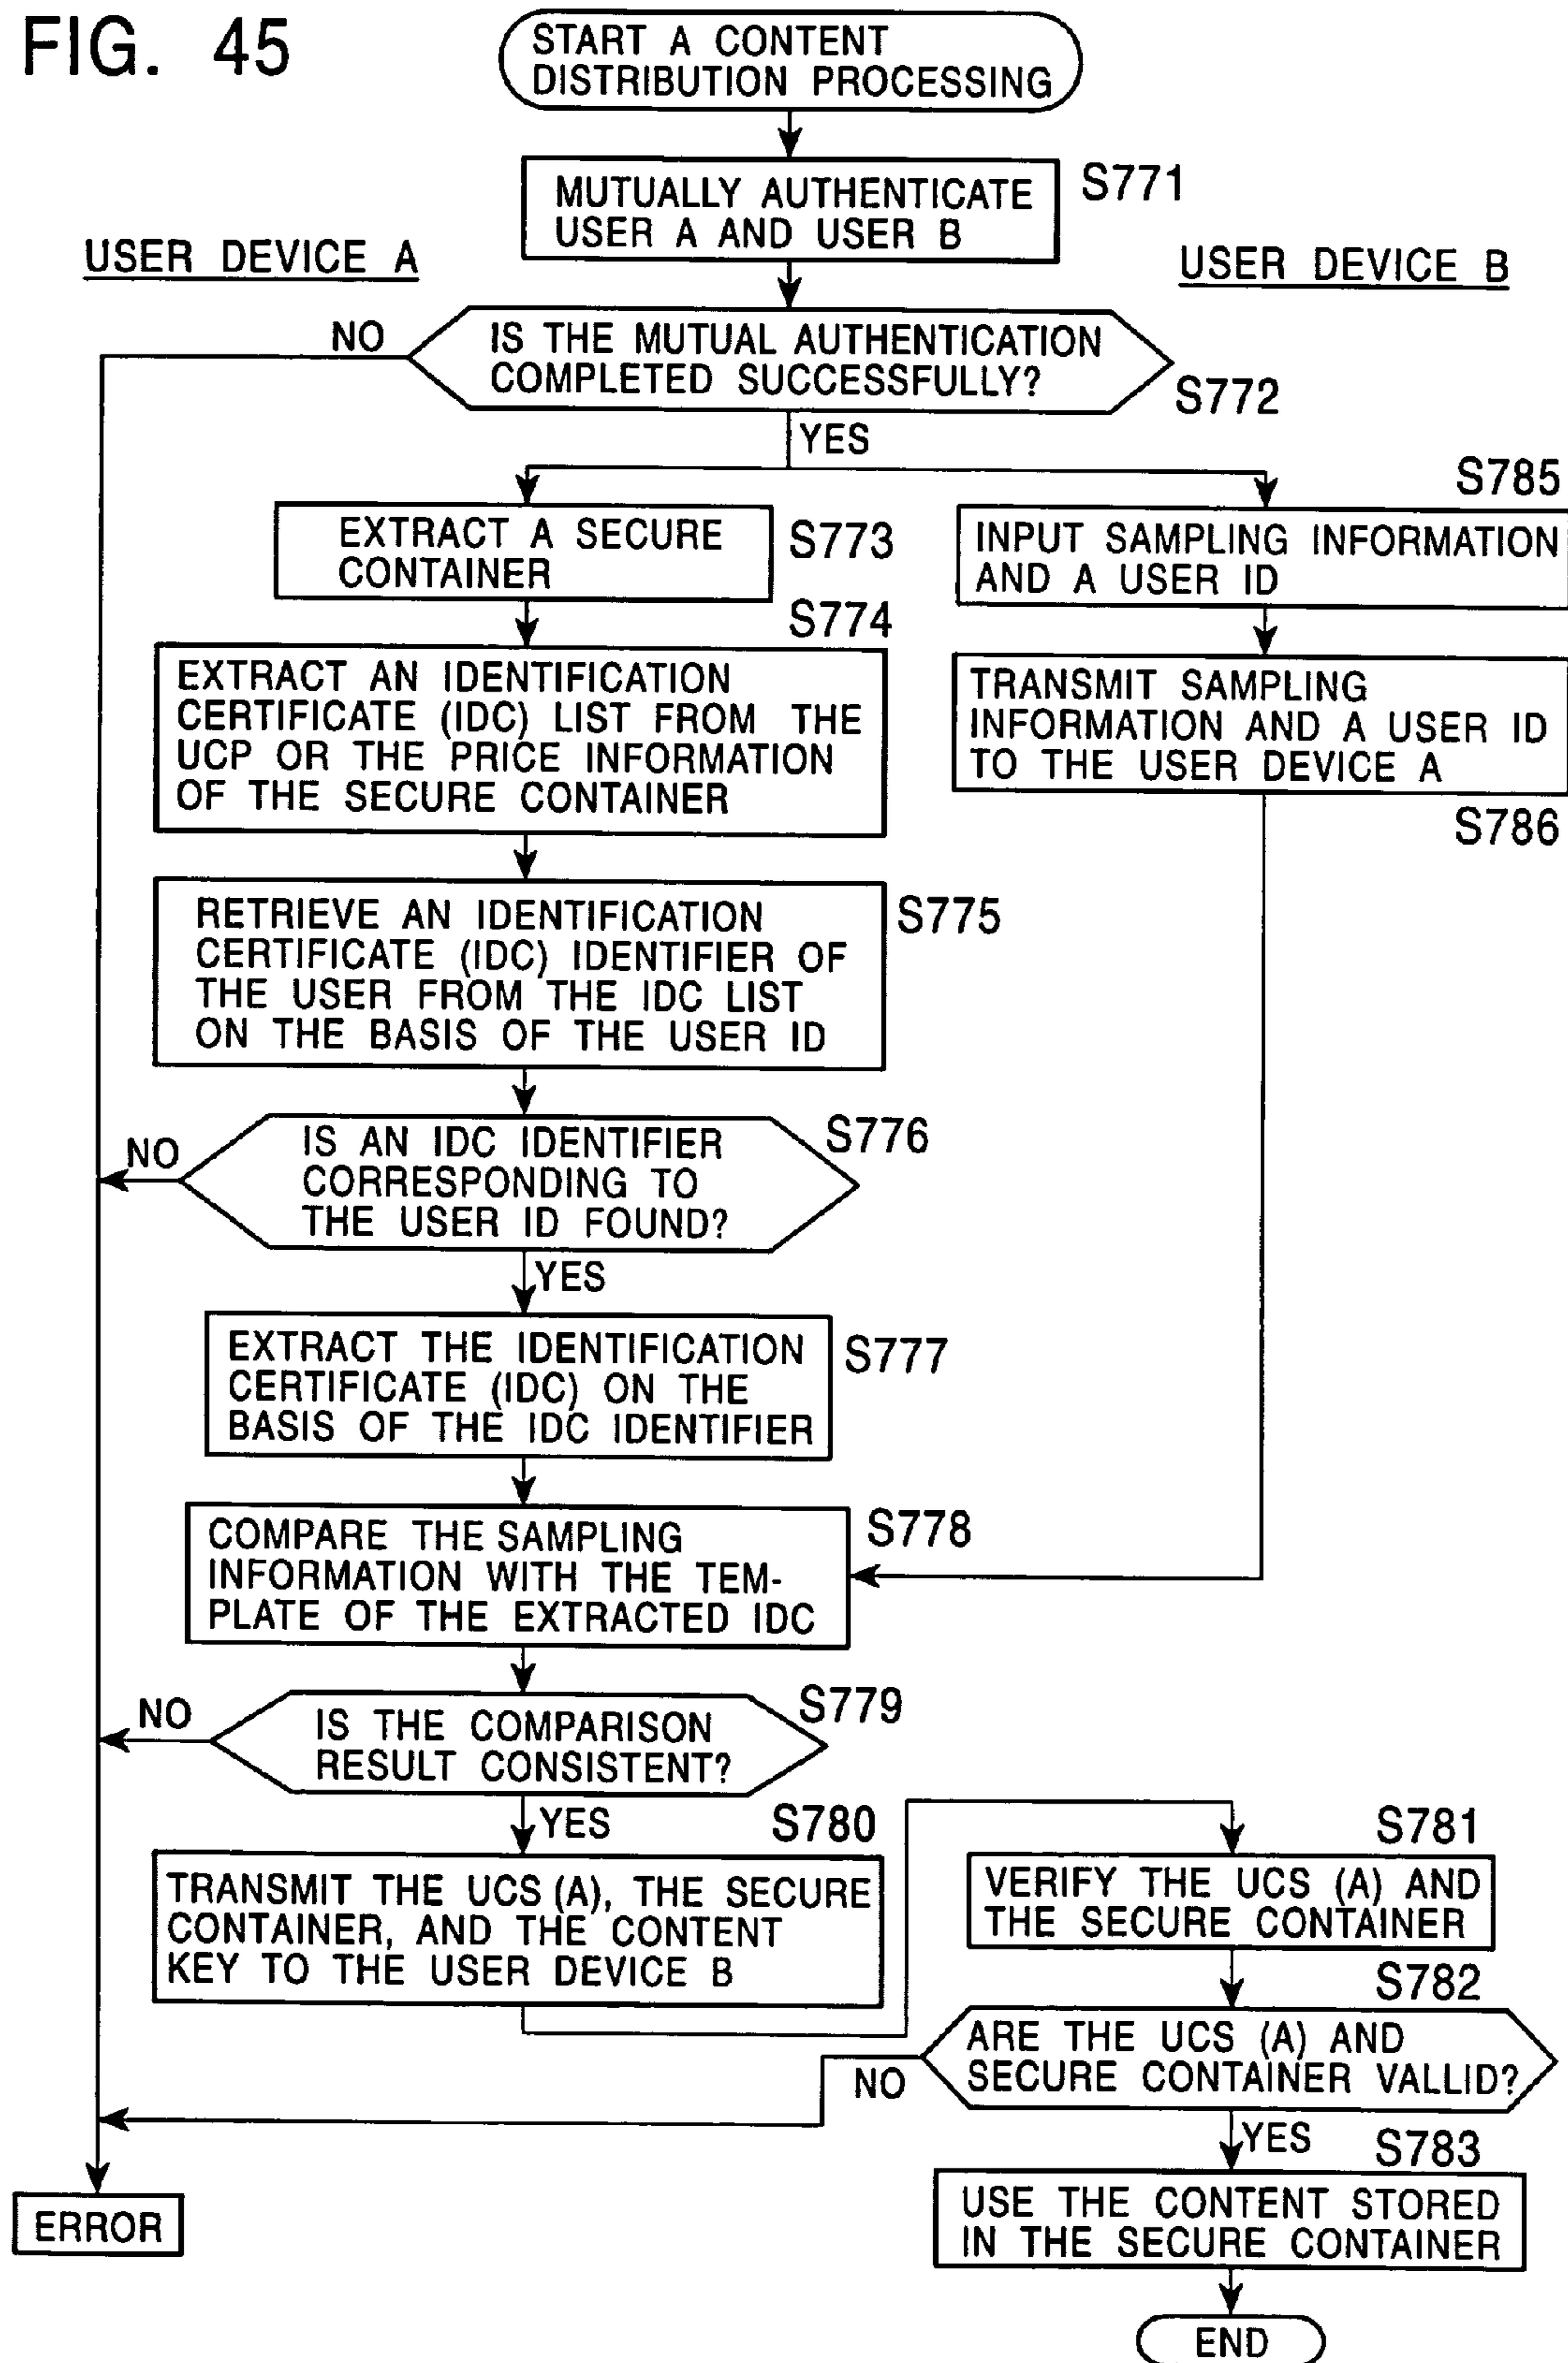 FIG. 45
START A CONTENT
DISTRIBUTION PROCESSING
MUTUALLY AUTHENTICATE
USER A AND USER B
S771
USER DEVICE A
USER DEVICE B
IS THE MUTUAL AUTHENTICATION
COMPLETED SUCCESSFULLY?
S772
NO
YES
EXTRACT A SECURE
CONTAINER
S773
S785
INPUT SAMPLING INFORMATION
AND A USER ID
S774
EXTRACT AN IDENTIFICATION
CERTIFICATE (IDC) LIST FROM THE
UCP OR THE PRICE INFORMATION
OF THE SECURE CONTAINER
TRANSMIT SAMPLING
INFORMATION AND A USER ID
TO THE USER DEVICE A
S786
RETRIEVE AN IDENTIFICATION
CERTIFICATE (IDC) IDENTIFIER OF
THE USER FROM THE IDC LIST
ON THE BASIS OF THE USER ID
S775
IS AN IDC IDENTIFIER
CORRESPONDING TO
THE USER ID FOUND?
S776
NO
YES
EXTRACT THE IDENTIFICATION
CERTIFICATE (IDC) ON THE
BASIS OF THE IDC IDENTIFIER
S777
COMPARE THE SAMPLING
INFORMATION WITH THE TEM-
PLATE OF THE EXTRACTED IDC
S778
IS THE COMPARISON
RESULT CONSISTENT?
S779
NO
YES
S780
TRANSMIT THE UCS (A), THE SECURE
CONTAINER, AND THE CONTENT
KEY TO THE USER DEVICE B
S781
VERIFY THE UCS (A) AND
THE SECURE CONTAINER
S782
ARE THE UCS (A) AND
SECURE CONTAINER VALLID?
NO
YES
S783
USE THE CONTENT STORED
IN THE SECURE CONTAINER
ERROR
END